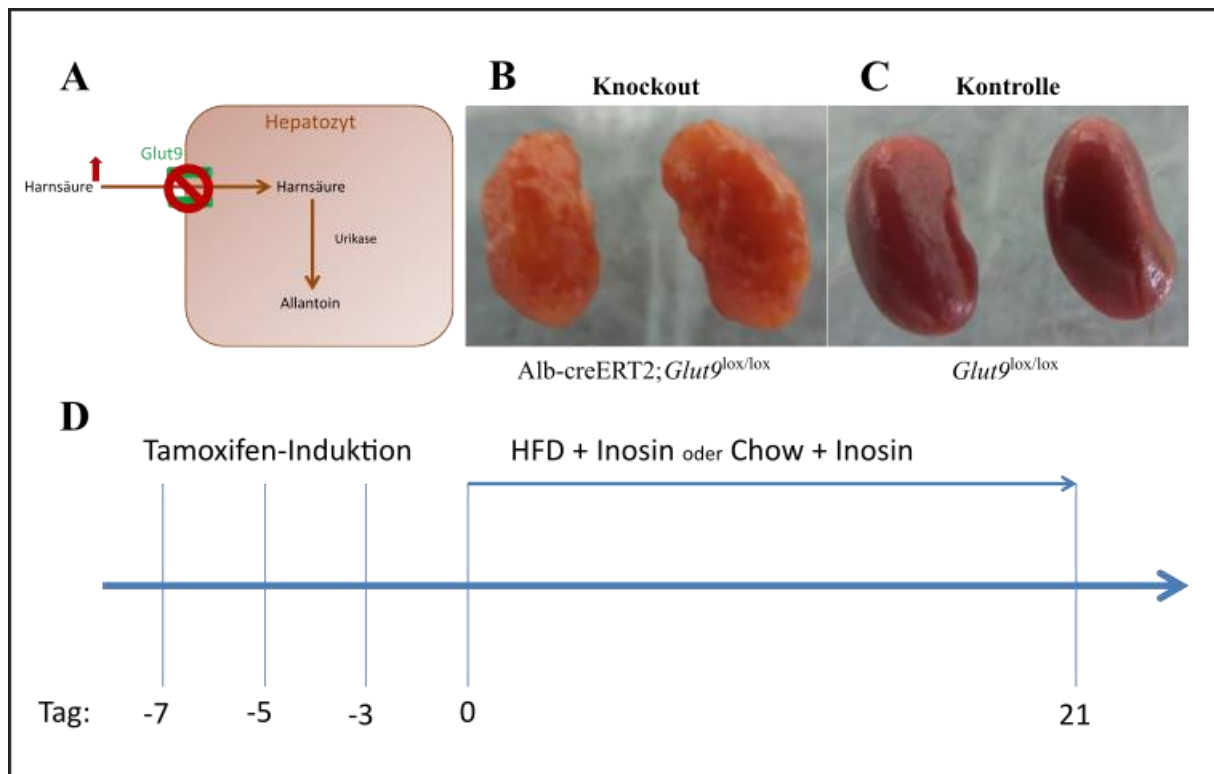 A
Hepatozyt
Glut9
Harnsäure
Harnsäure
Urikase
Allantoin
B
Knockout
Alb-creERT2;Glut9lox/lox
C
Kontrolle
Glut9lox/lox
D
Tamoxifen-Induktion
HFD + Inosin oder Chow + Inosin
Tag: -7 -5 -3 0 21